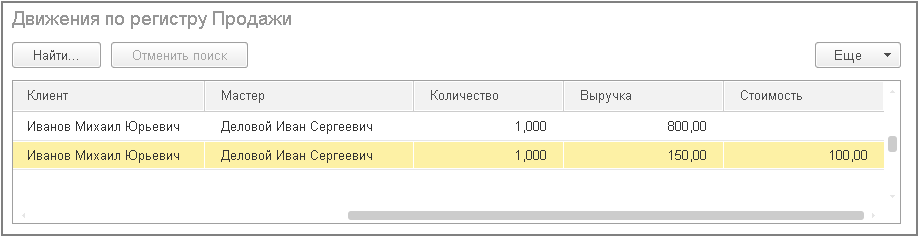 Движения по регистру Продажи
Найти... Отменить поиск Еще
Клиент Мастер Количество Выручка Стоимость
Иванов Михаил Юрьевич Деловой Иван Сергеевич 1,000 800,00
Иванов Михаил Юрьевич Деловой Иван Сергеевич 1,000 150,00 100,00